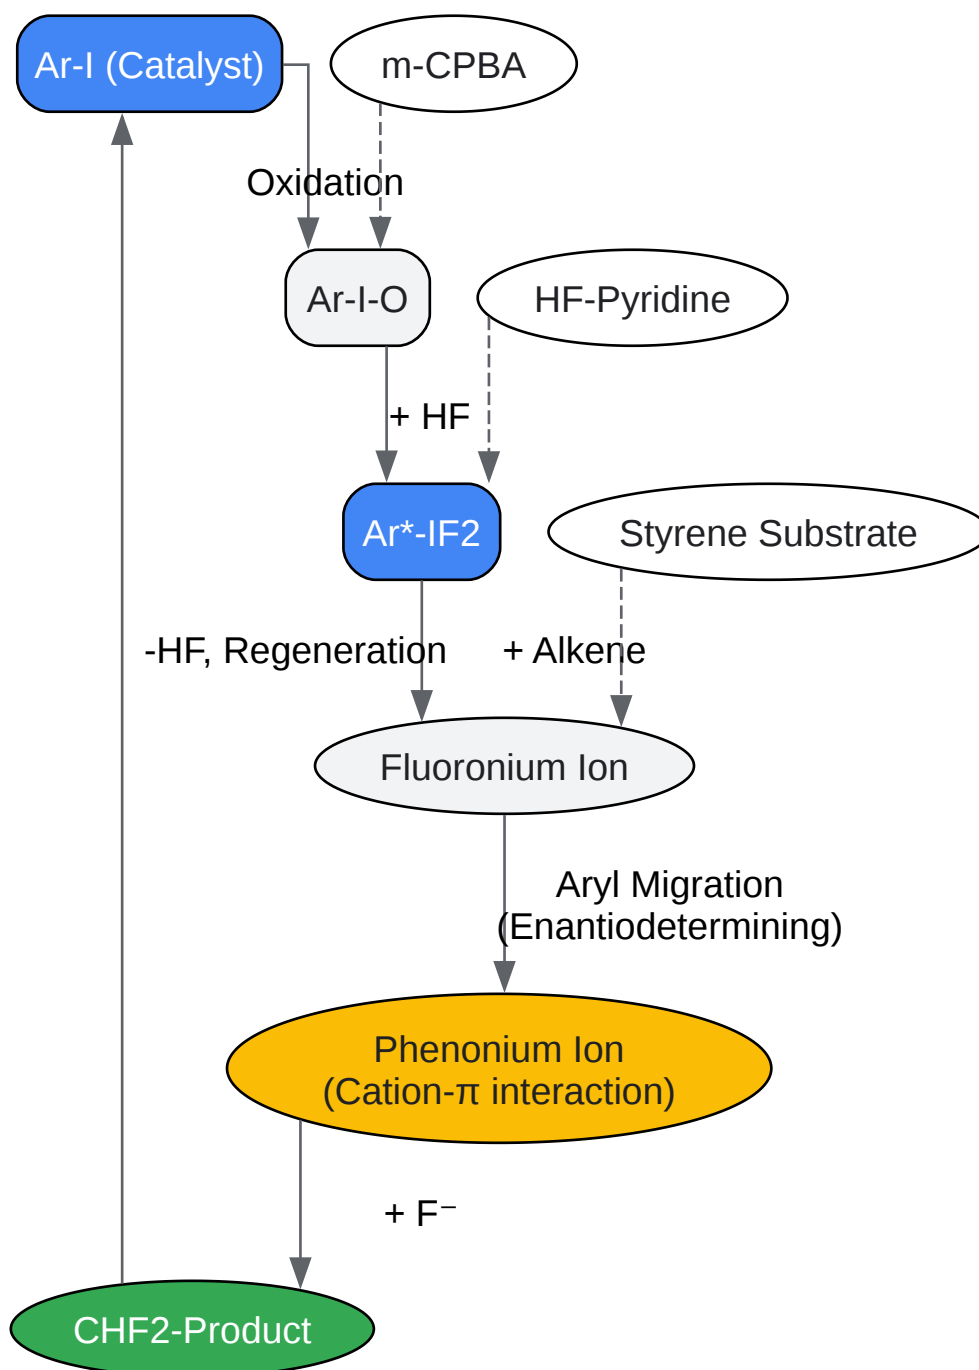 Ar-I (Catalyst)
m-CPBA
Oxidation
Ar-I-O
HF-Pyridine
+ HF
Ar*-IF2
Styrene Substrate
-HF, Regeneration
+ Alkene
Fluoronium Ion
Aryl Migration
(Enantiodetermining)
Phenonium Ion
(Cation-π interaction)
+ F⁻
CHF2-Product